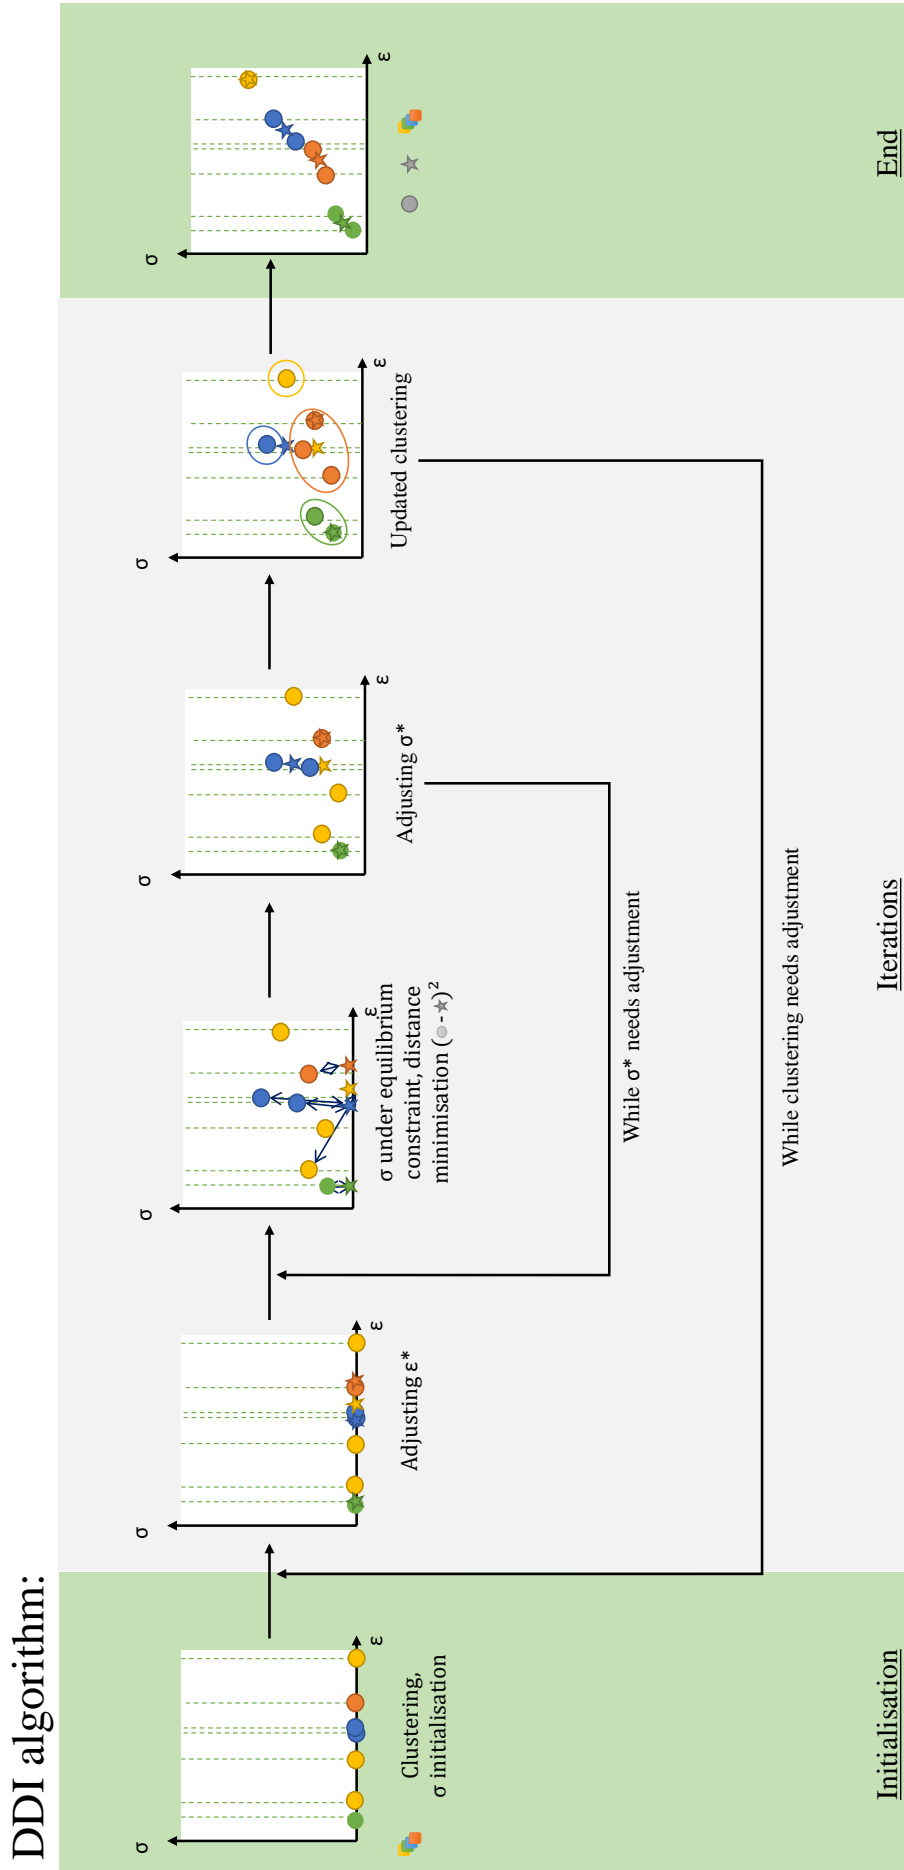 DDI algorithm:
σ
ε
Clustering,
σ initialisation
Initialisation
σ
ε
Adjusting ε*
σ
ε
σ under equilibrium
constraint, distance
minimisation (●-★)²
σ
ε
Adjusting σ*
σ
ε
Updated clustering
While σ* needs adjustment
While clustering needs adjustment
Iterations
σ
ε
End